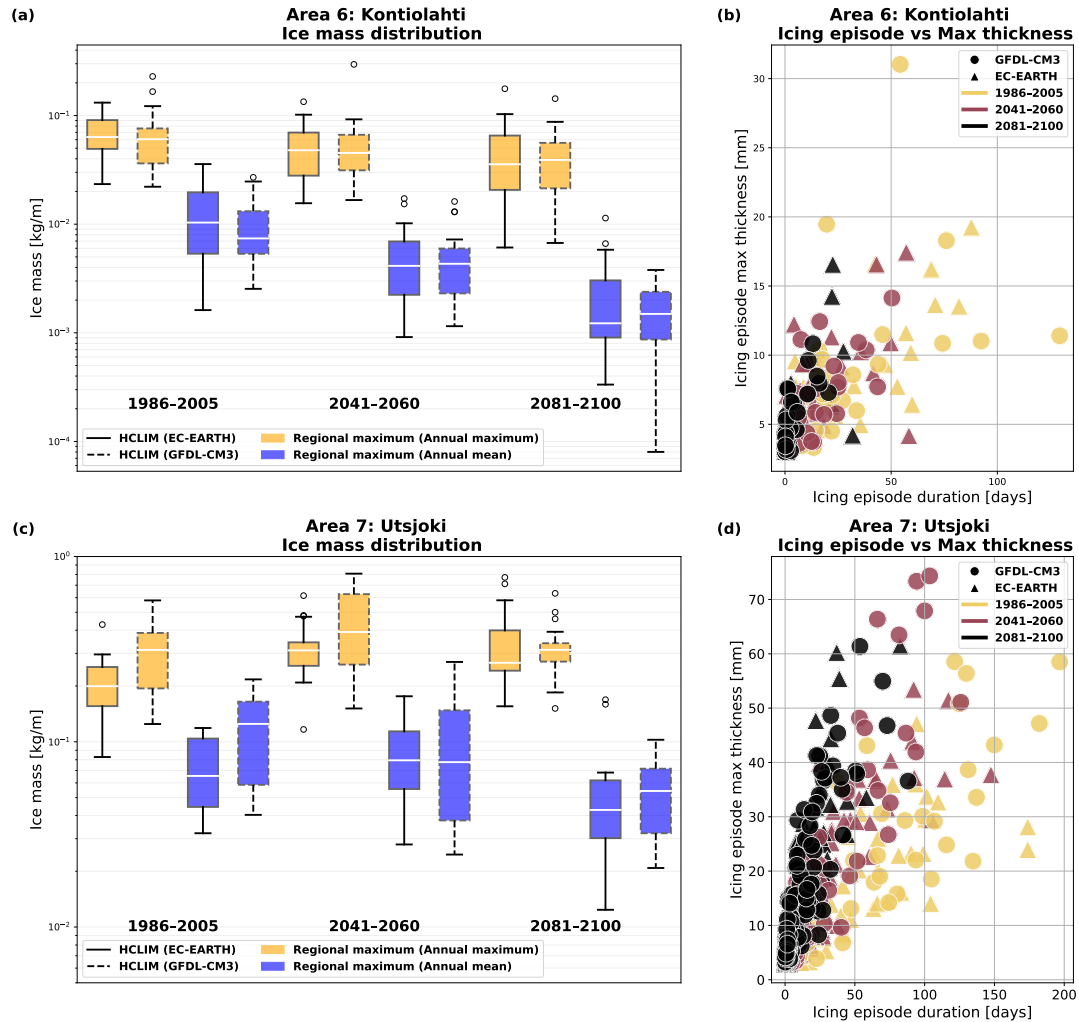 (a)
Area 6: Kontiolahti
Ice mass distribution
Ice mass [kg/m]
10⁻¹
10⁻²
10⁻³
10⁻⁴
1986–2005
2041–2060
2081–2100
HCLIM (EC-EARTH)
HCLIM (GFDL-CM3)
Regional maximum (Annual maximum)
Regional maximum (Annual mean)
(b)
Area 6: Kontiolahti
Icing episode vs Max thickness
Icing episode max thickness [mm]
30
25
20
15
10
5
GFDL-CM3
EC-EARTH
1986–2005
2041–2060
2081–2100
0
50
100
Icing episode duration [days]
(c)
Area 7: Utsjoki
Ice mass distribution
Ice mass [kg/m]
10⁰
10⁻¹
10⁻²
1986–2005
2041–2060
2081–2100
HCLIM (EC-EARTH)
HCLIM (GFDL-CM3)
Regional maximum (Annual maximum)
Regional maximum (Annual mean)
(d)
Area 7: Utsjoki
Icing episode vs Max thickness
Icing episode max thickness [mm]
70
60
50
40
30
20
10
0
GFDL-CM3
EC-EARTH
1986–2005
2041–2060
2081–2100
0
50
100
150
200
Icing episode duration [days]